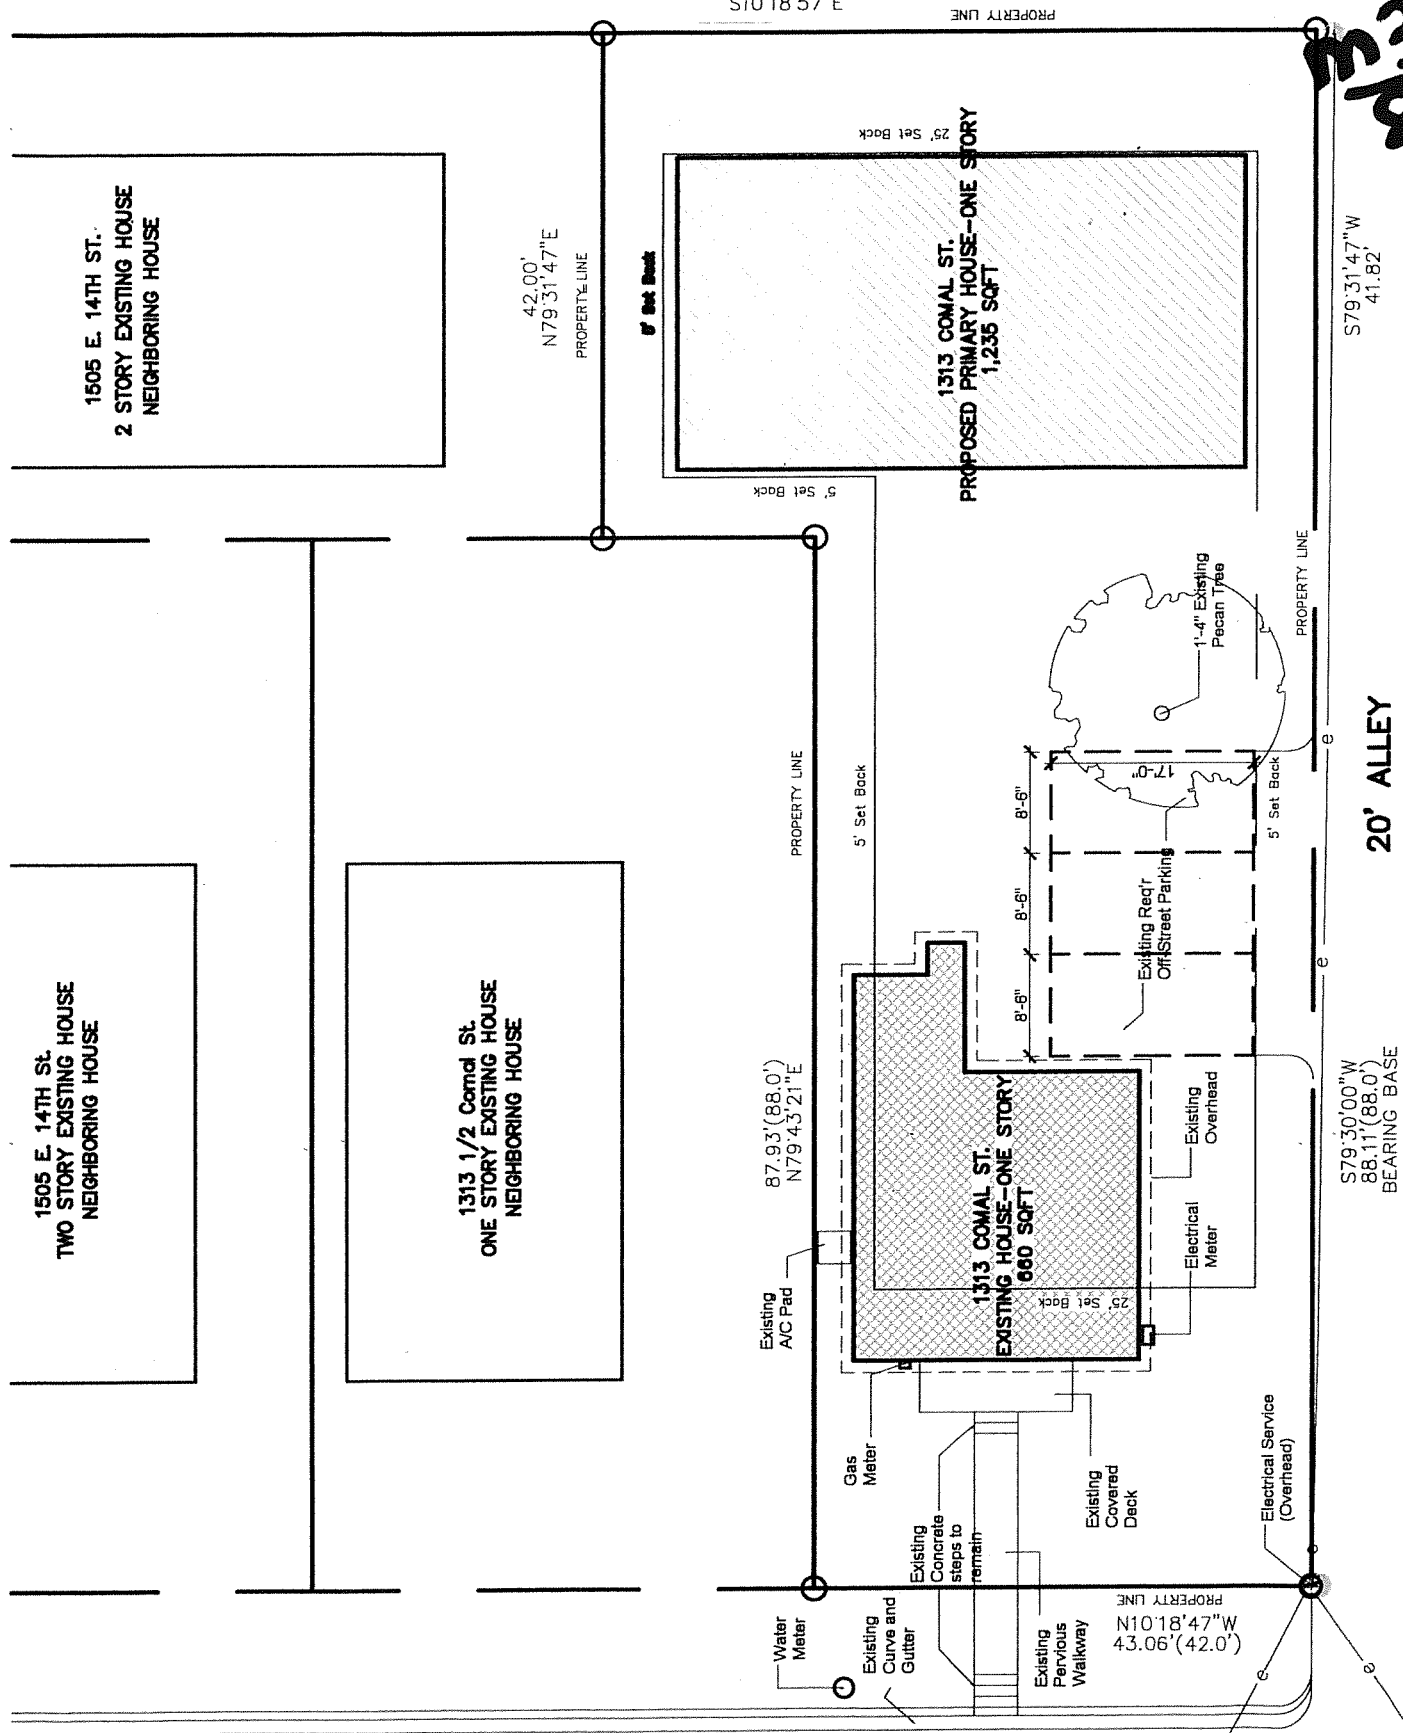 S10°18'57"E
PROPERTY LINE
1505 E. 14TH ST.
2 STORY EXISTING HOUSE
NEIGHBORING HOUSE
42.00'
N79°31'47"E
PROPERTY LINE
5' Set Back
25' Set Back
1313 COMAL ST.
PROPOSED PRIMARY HOUSE-ONE STORY
1,235 SQFT
S79°31'47"W
41.82'
5' Set Back
1'-4" Existing
Pecan Tree
PROPERTY LINE
PROPERTY LINE
5' Set Back
8'-6"
8'-6"
8'-6"
17'-0"
5' Set Back
Existing Req'r
Off-Street Parking
20' ALLEY
1505 E. 14TH St.
TWO STORY EXISTING HOUSE
NEIGHBORING HOUSE
1313 1/2 Comal St.
ONE STORY EXISTING HOUSE
NEIGHBORING HOUSE
87.93'(88.0')
N79°43'21"E
1313 COMAL ST.
EXISTING HOUSE-ONE STORY
660 SQFT
25' Set Back
Existing
Overhead
Electrical
Meter
S79°30'00"W
88.11'(88.0')
BEARING BASE
Existing
A/C Pad
Gas
Meter
Existing
Concrete
steps to
remain
Existing
Covered
Deck
Electrical Service
(Overhead)
Water
Meter
Existing
Curve and
Gutter
Existing
Pervious
Walkway
PROPERTY LINE
N10°18'47"W
43.06'(42.0')
e
e
e
e
e